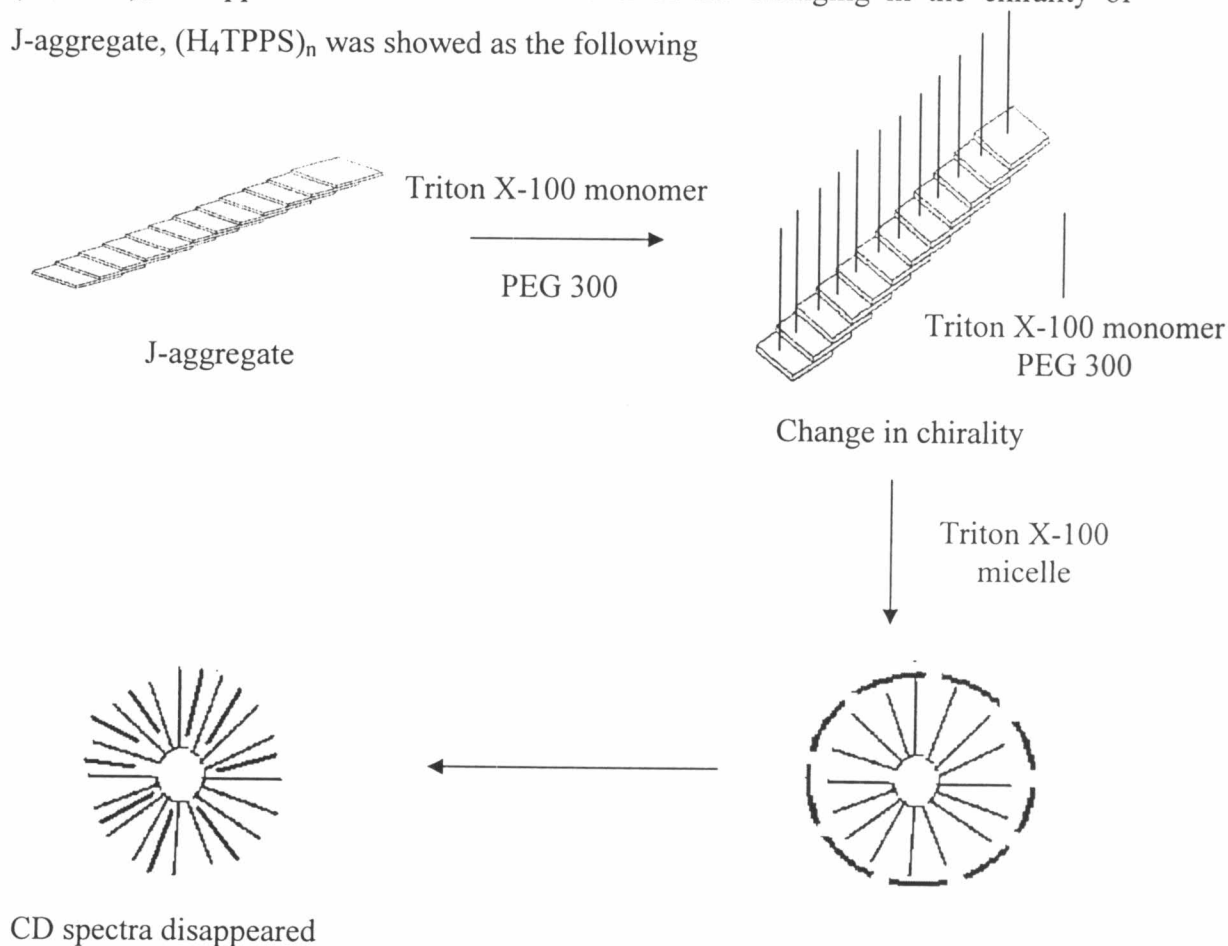 J-aggregate, (H₄TPPS)ₙ was showed as the following
Triton X-100 monomer
PEG 300
J-aggregate
Triton X-100 monomer
PEG 300
Change in chirality
Triton X-100
micelle
CD spectra disappeared